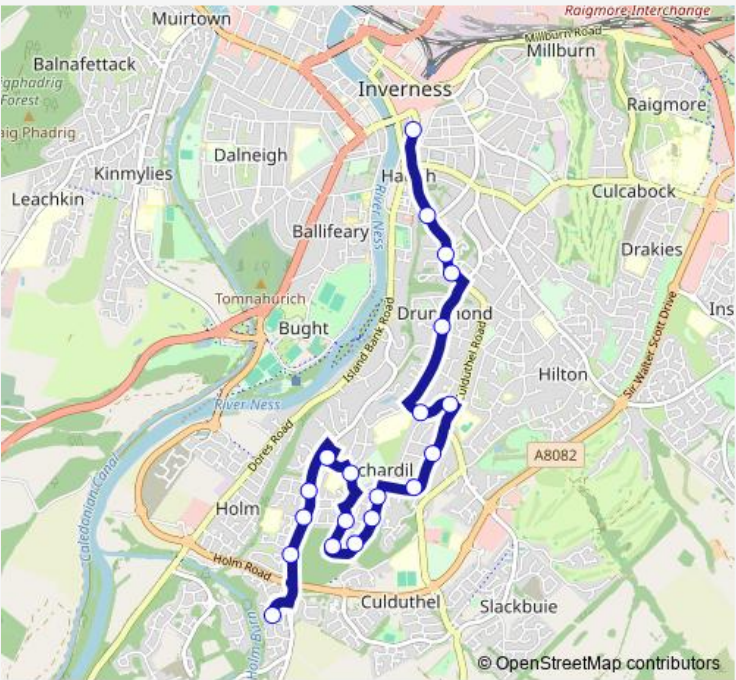 Raigmore Interchange
Muirtown
Millburn Road
Millburn
Balnafettack
Inverness
Raigmore
Forest
Dalneigh
Kinmylies
Culcabock
Leachkin
River Ness
Ballifeary
Drakies
Tomnahurich
Bught
Island Bank Road
Culduthel Road
Sir Walter Scott Drive
Ins
Hilton
River Ness
Dores Road
A8082
chardil
Caledonian Canal
Holm
Holm Road
Culduthel
Slackbuie
Holm Burn
© OpenStreetMap contributors